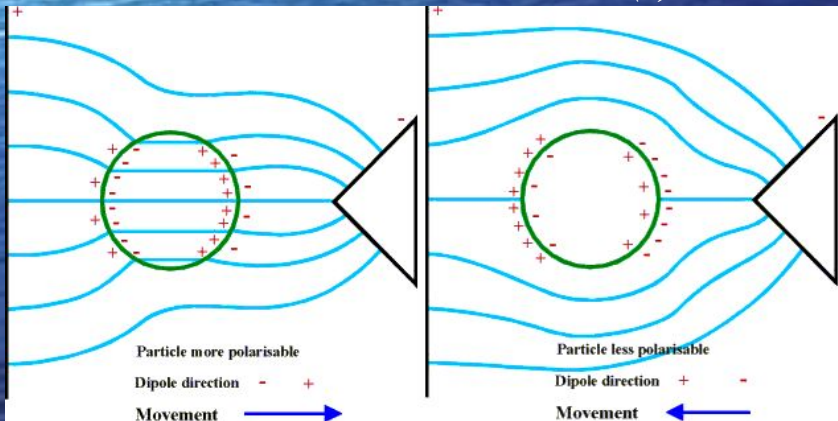 Particle more polarisable
Dipole direction - +
Movement
Particle less polarisable
Dipole direction + -
Movement